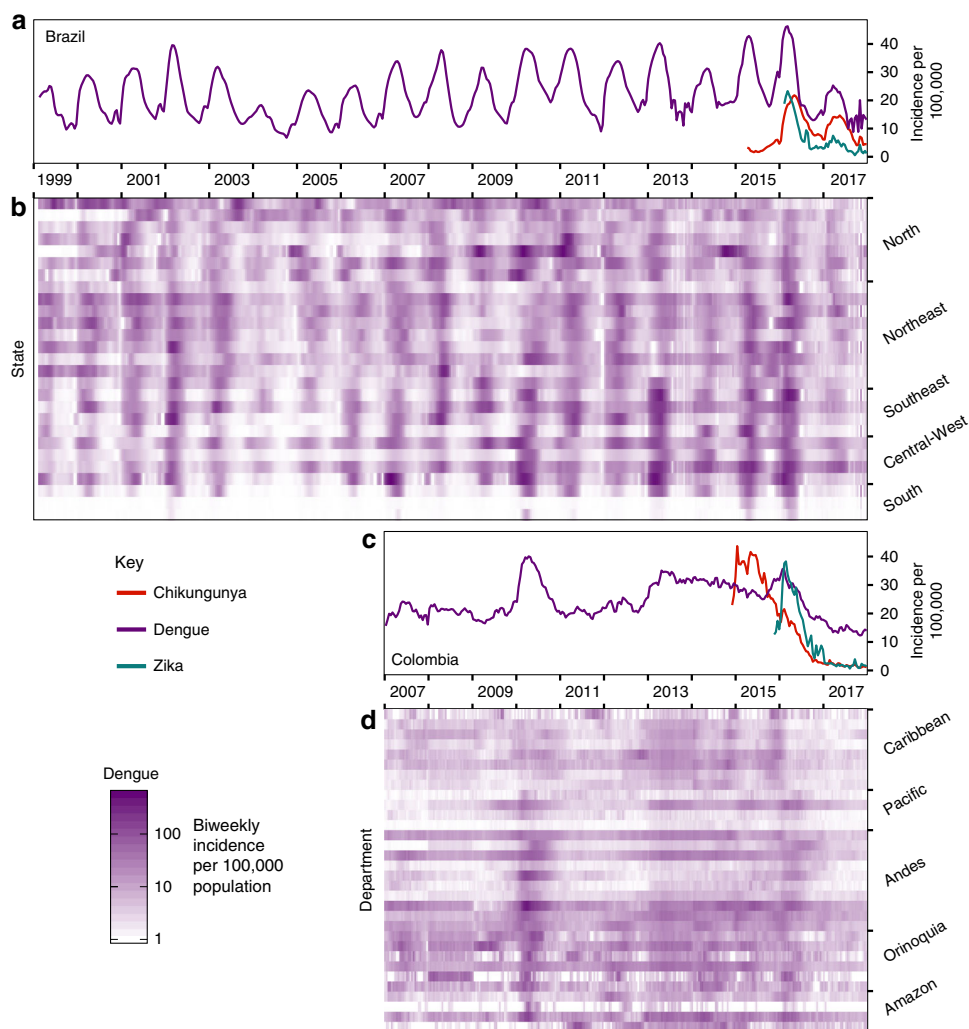 a
Brazil
40
30
20
10
0
Incidence per
100,000
1999 2001 2003 2005 2007 2009 2011 2013 2015 2017
b
State
North
Northeast
Southeast
Central-West
South
Key
Chikungunya
Dengue
Zika
c
Colombia
40
30
20
10
0
Incidence per
100,000
2007 2009 2011 2013 2015 2017
d
Department
Caribbean
Pacific
Andes
Orinoquia
Amazon
Dengue
100
10
1
Biweekly
incidence
per 100,000
population